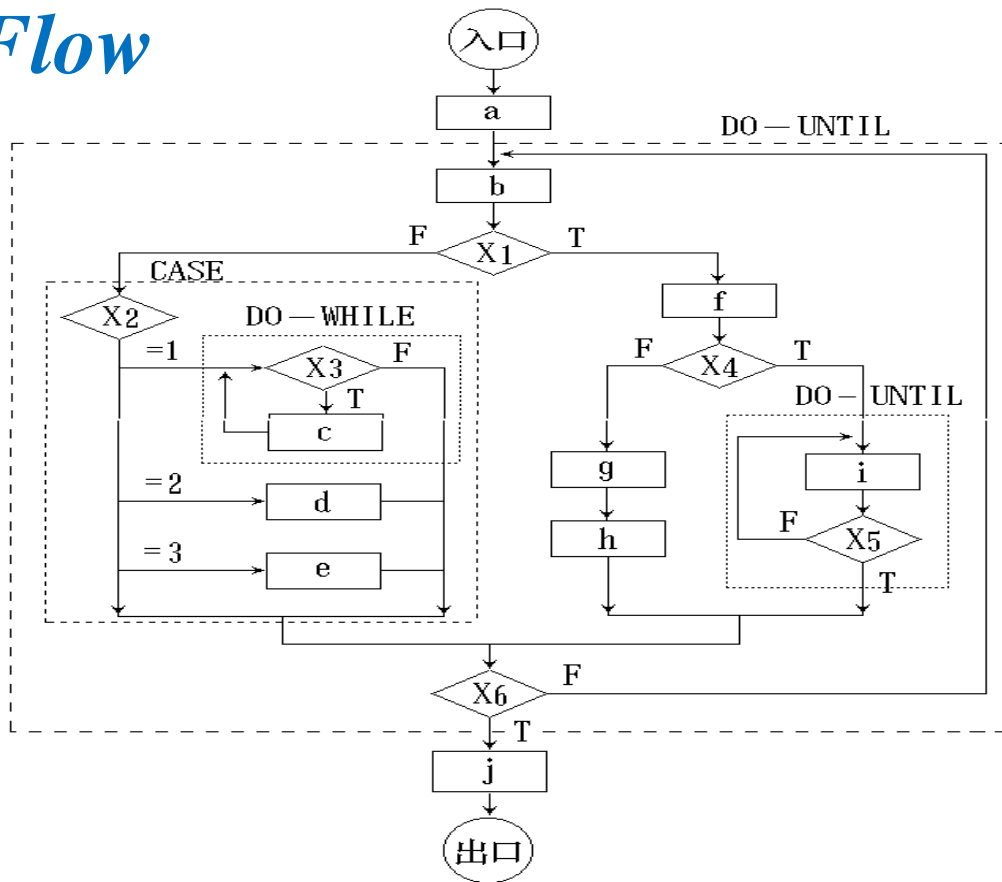 Flow
入口
a
DO－UNTIL
b
F
X1
T
CASE
X2
DO－WHILE
f
=1
X3
F
T
c
F
X4
T
DO－UNTIL
g
i
=2
d
h
F
X5
T
=3
e
X6
F
T
j
出口